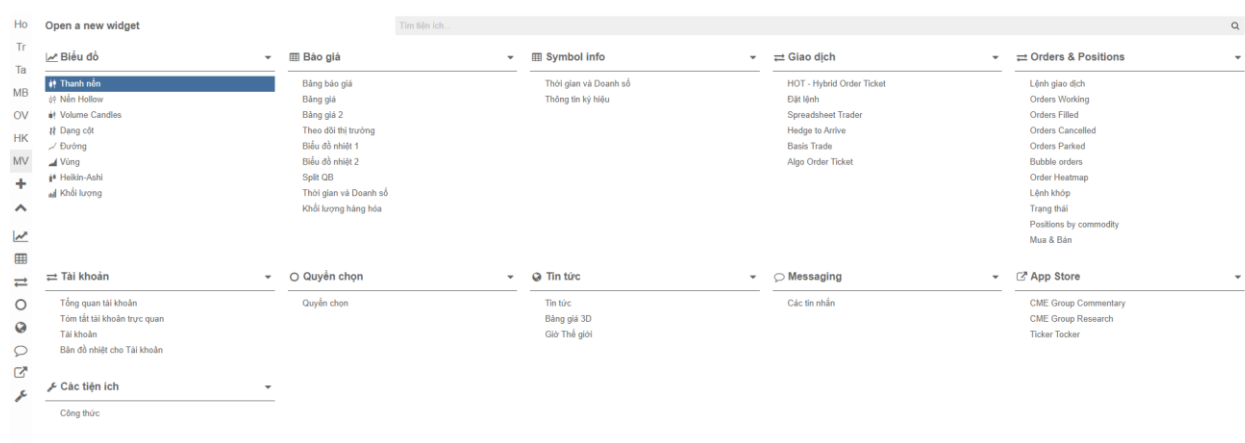 Ho
Tr
Ta
MB
OV
HK
MV
Open a new widget
Tìm tiện ích...
Biểu đồ
Thanh nến
Nến Hollow
Volume Candles
Dạng cột
Đường
Vùng
Heikin-Ashi
Khối lượng
Báo giá
Bảng báo giá
Bảng giá
Bảng giá 2
Theo dõi thị trường
Biểu đồ nhiệt 1
Biểu đồ nhiệt 2
Split QB
Thời gian và Doanh số
Khối lượng hàng hóa
Symbol info
Thời gian và Doanh số
Thông tin ký hiệu
Giao dịch
HOT - Hybrid Order Ticket
Đặt lệnh
Spreadsheet Trader
Hedge to Arrive
Basis Trade
Algo Order Ticket
Orders & Positions
Lệnh giao dịch
Orders Working
Orders Filled
Orders Cancelled
Orders Parked
Bubble orders
Order Heatmap
Lệnh khớp
Trạng thái
Positions by commodity
Mua & Bán
Tài khoản
Tổng quan tài khoản
Tóm tắt tài khoản trực quan
Tài khoản
Bản đồ nhiệt cho Tài khoản
Quyền chọn
Quyền chọn
Tin tức
Tin tức
Bảng giá 3D
Giờ Thế giới
Messaging
Các tin nhắn
App Store
CME Group Commentary
CME Group Research
Ticker Tocker
Các tiện ích
Công thức